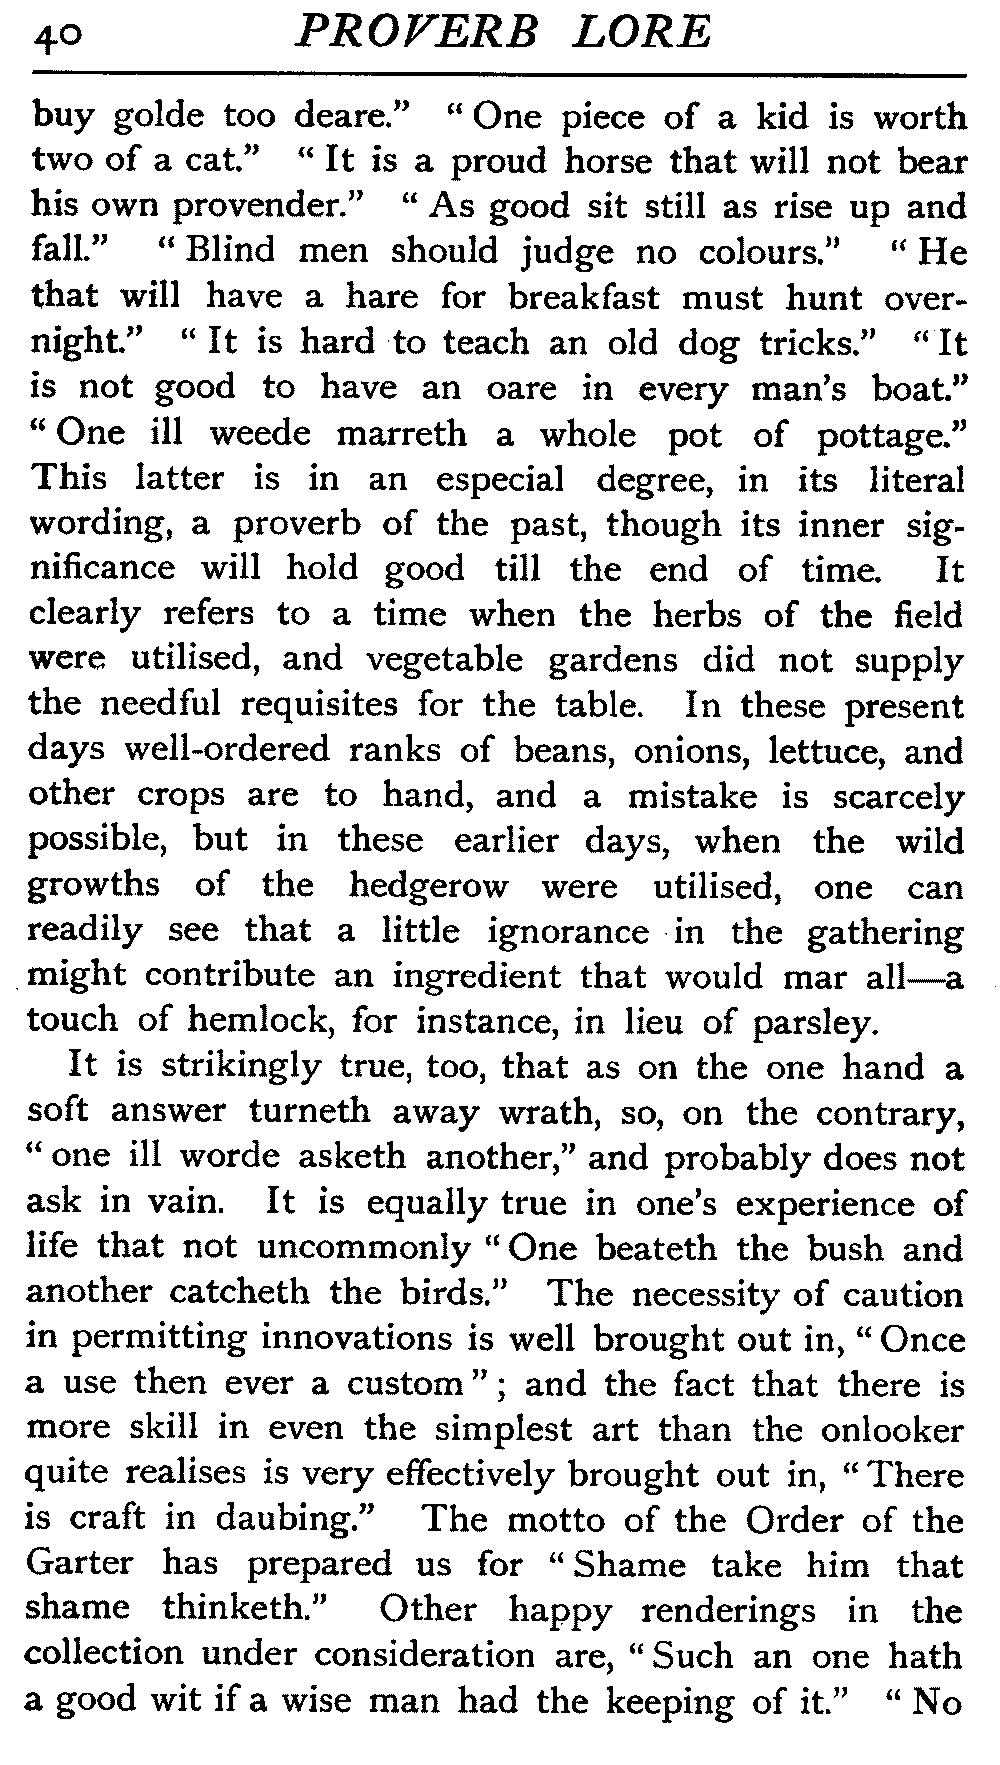 40 PROVERB LORE
buy golde too deare." "One piece of a kid is worth
two of a cat." "It is a proud horse that will not bear
his own provender." "As good sit still as rise up and
fall." "Blind men should judge no colours." "He
that will have a hare for breakfast must hunt over-
night." "It is hard to teach an old dog tricks." "It
is not good to have an oare in every man's boat."
"One ill weede marreth a whole pot of pottage."
This latter is in an especial degree, in its literal
wording, a proverb of the past, though its inner sig-
nificance will hold good till the end of time. It
clearly refers to a time when the herbs of the field
were utilised, and vegetable gardens did not supply
the needful requisites for the table. In these present
days well-ordered ranks of beans, onions, lettuce, and
other crops are to hand, and a mistake is scarcely
possible, but in these earlier days, when the wild
growths of the hedgerow were utilised, one can
readily see that a little ignorance in the gathering
might contribute an ingredient that would mar all—a
touch of hemlock, for instance, in lieu of parsley.
It is strikingly true, too, that as on the one hand a
soft answer turneth away wrath, so, on the contrary,
"one ill worde asketh another," and probably does not
ask in vain. It is equally true in one's experience of
life that not uncommonly "One beateth the bush and
another catcheth the birds." The necessity of caution
in permitting innovations is well brought out in, "Once
a use then ever a custom"; and the fact that there is
more skill in even the simplest art than the onlooker
quite realises is very effectively brought out in, "There
is craft in daubing." The motto of the Order of the
Garter has prepared us for "Shame take him that
shame thinketh." Other happy renderings in the
collection under consideration are, "Such an one hath
a good wit if a wise man had the keeping of it." "No